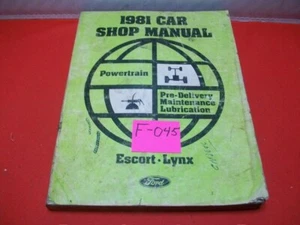 1981 CAR
SHOP MANUAL
Powertrain
Pre-Delivery
Maintenance
Lubrication
F-045
Escort · Lynx
Ford